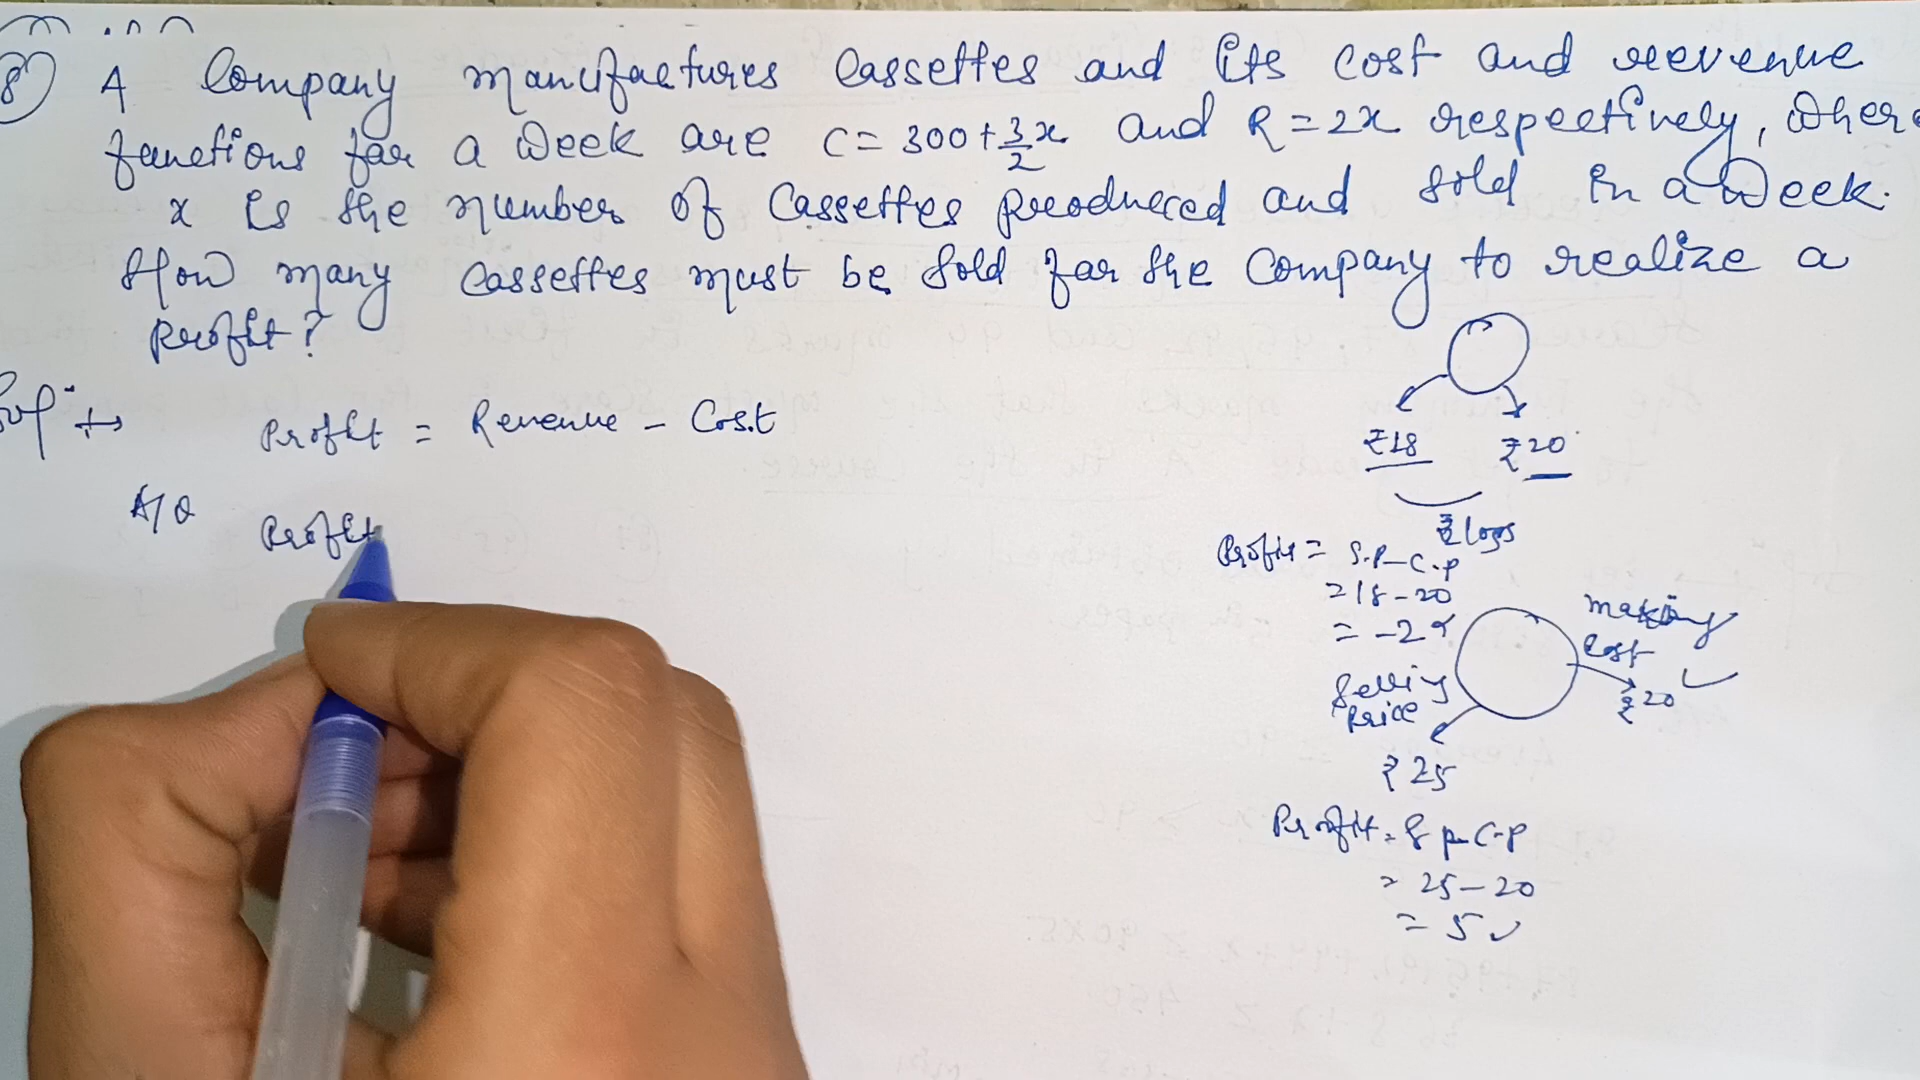 8) A Company manufactures Cassettes and its cost and revenue
functions for a Week are C = 300 + 3/2 x and R = 2x respectively, where
x is the number of Cassettes produced and sold in a Week.
How many Cassettes must be sold for the Company to realize a
Profit?
Profit = Revenue - Cost
A/Q
Profit
₹18 ₹20
₹2 loss
Profit = S.P - C.P
= 18 - 20
= -2₹
making
Cost
₹20
Selling
Price
₹25
Profit = S.P - C.P
= 25 - 20
= 5